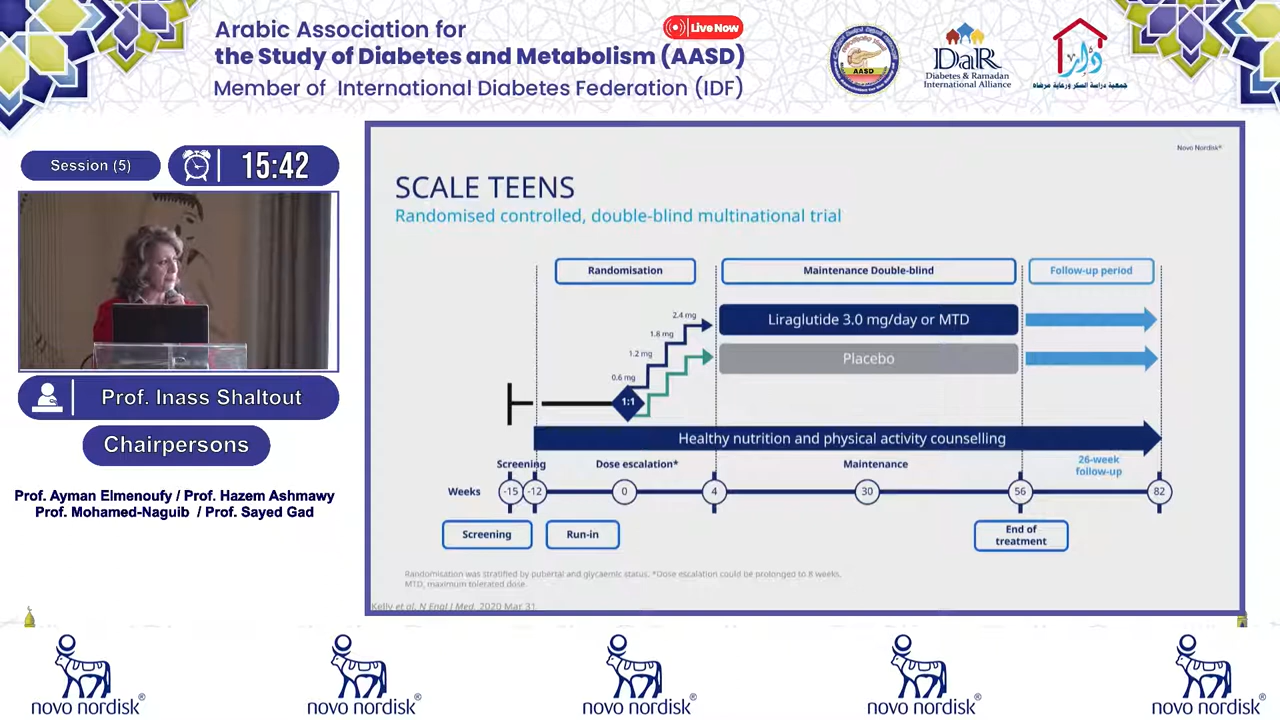 Arabic Association for
Live Now
the Study of Diabetes and Metabolism (AASD)
Member of International Diabetes Federation (IDF)
AASD
DaR
Diabetes & Ramadan
International Alliance
دار
جمعية دراسة السكر ورعاية مرضاه
Session (5)
15:42
Prof. Inass Shaltout
Chairpersons
Prof. Ayman Elmenoufy / Prof. Hazem Ashmawy
Prof. Mohamed-Naguib / Prof. Sayed Gad
Novo Nordisk®
SCALE TEENS
Randomised controlled, double-blind multinational trial
Randomisation
Maintenance Double-blind
Follow-up period
2.4 mg
1.8 mg
1.2 mg
0.6 mg
1:1
Liraglutide 3.0 mg/day or MTD
Placebo
Healthy nutrition and physical activity counselling
Screening
Dose escalation*
Maintenance
26-week
follow-up
Weeks
-15 -12 0 4 30 56 82
Screening
Run-in
End of
treatment
Randomisation was stratified by pubertal and glycaemic status. *Dose escalation could be prolonged to 8 weeks.
MTD, maximum tolerated dose.
Kelly et al. N Engl J Med. 2020 Mar 31.
novo nordisk®
novo nordisk®
novo nordisk®
novo nordisk®
novo nordisk®